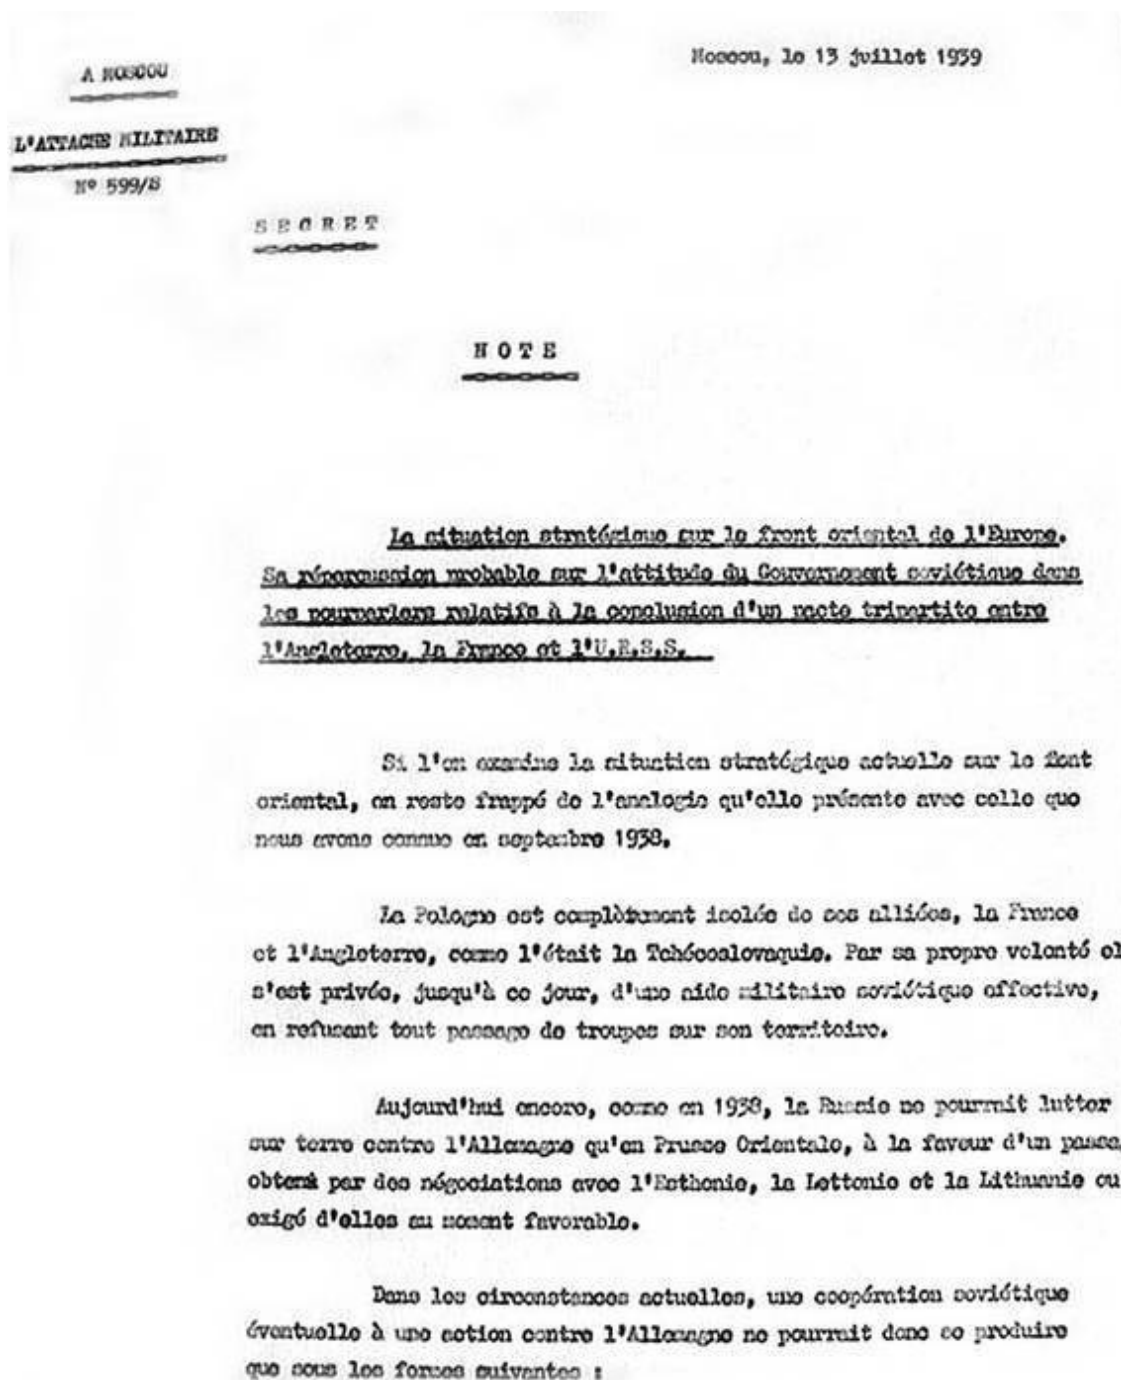 A MOSCOU
Moscou, le 13 juillet 1939
L'ATTACHE MILITAIRE
Nº 599/S
SECRET
NOTE
La situation stratégique sur le front oriental de l'Europe.
Sa répercussion probable sur l'attitude du Gouvernement soviétique dans
les pourparlers relatifs à la conclusion d'un pacte tripartite entre
l'Angleterre, la France et l'U.R.S.S.
Si l'on examine la situation stratégique actuelle sur le font
oriental, on reste frappé de l'analogie qu'elle présente avec celle que
nous avons connue en septembre 1938.
La Pologne est complètement isolée de ses alliées, la France
et l'Angleterre, comme l'était la Tchécoslovaquie. Par sa propre volonté el
s'est privée, jusqu'à ce jour, d'une aide militaire soviétique effective,
en refusant tout passage de troupes sur son territoire.
Aujourd'hui encore, comme en 1938, la Russie ne pourrait lutter
sur terre contre l'Allemagne qu'en Prusse Orientale, à la faveur d'un passa
obtenu par des négociations avec l'Esthonie, la Lettonie et la Lithuanie ou
exigé d'elles au moment favorable.
Dans les circonstances actuelles, une coopération soviétique
éventuelle à une action contre l'Allemagne ne pourrait donc se produire
que sous les formes suivantes :